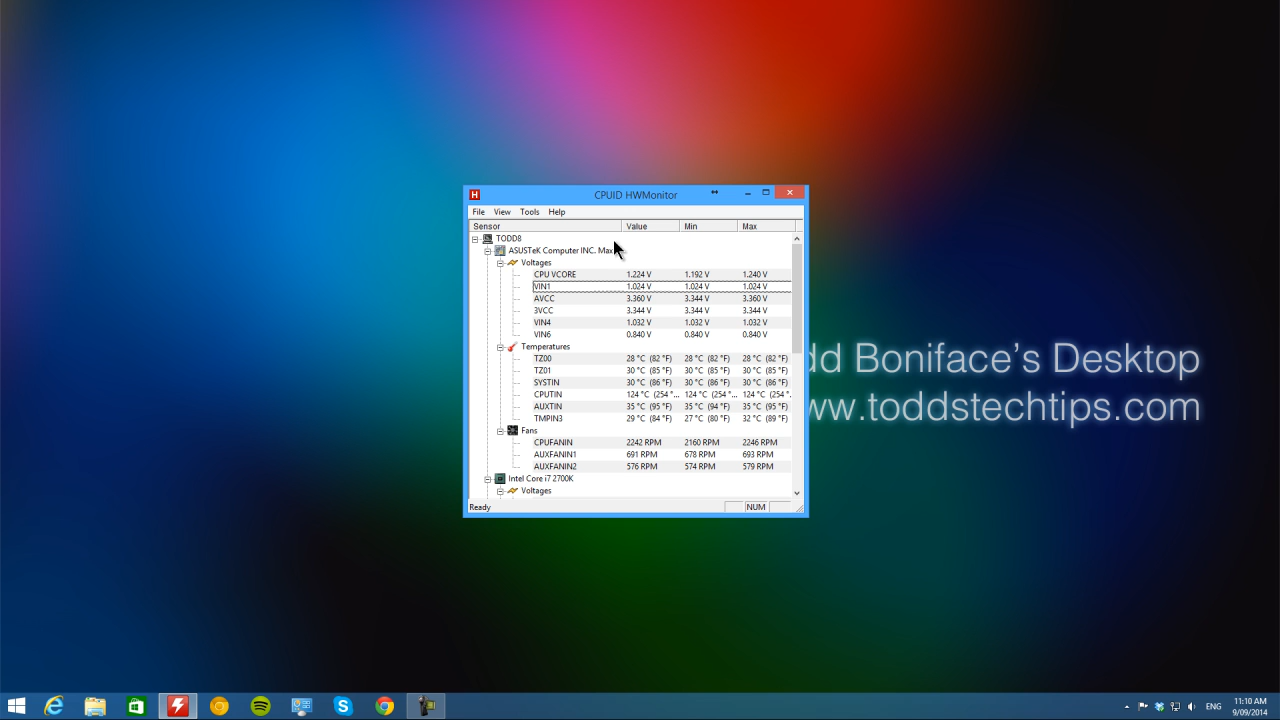 CPUID HWMonitor
File View Tools Help
Sensor Value Min Max
TODD8
ASUSTeK Computer INC. Max
Voltages
CPU VCORE 1.224 V 1.192 V 1.240 V
VIN1 1.024 V 1.024 V 1.024 V
AVCC 3.360 V 3.344 V 3.360 V
3VCC 3.344 V 3.344 V 3.344 V
VIN4 1.032 V 1.032 V 1.032 V
VIN6 0.840 V 0.840 V 0.840 V
Temperatures
TZ00 28 °C (82 °F) 28 °C (82 °F) 28 °C (82 °F)
TZ01 30 °C (85 °F) 30 °C (85 °F) 30 °C (85 °F)
SYSTIN 30 °C (86 °F) 30 °C (86 °F) 30 °C (86 °F)
CPUTIN 124 °C (254 °... 124 °C (254 °... 124 °C (254 °...
AUXTIN 35 °C (95 °F) 35 °C (94 °F) 35 °C (95 °F)
TMPIN3 29 °C (84 °F) 27 °C (80 °F) 32 °C (89 °F)
Fans
CPUFANIN 2242 RPM 2160 RPM 2246 RPM
AUXFANIN1 691 RPM 678 RPM 693 RPM
AUXFANIN2 576 RPM 574 RPM 579 RPM
Intel Core i7 2700K
Voltages
Ready NUM
dd Boniface's Desktop
ww.toddstechtips.com
ENG
11:10 AM
9/09/2014